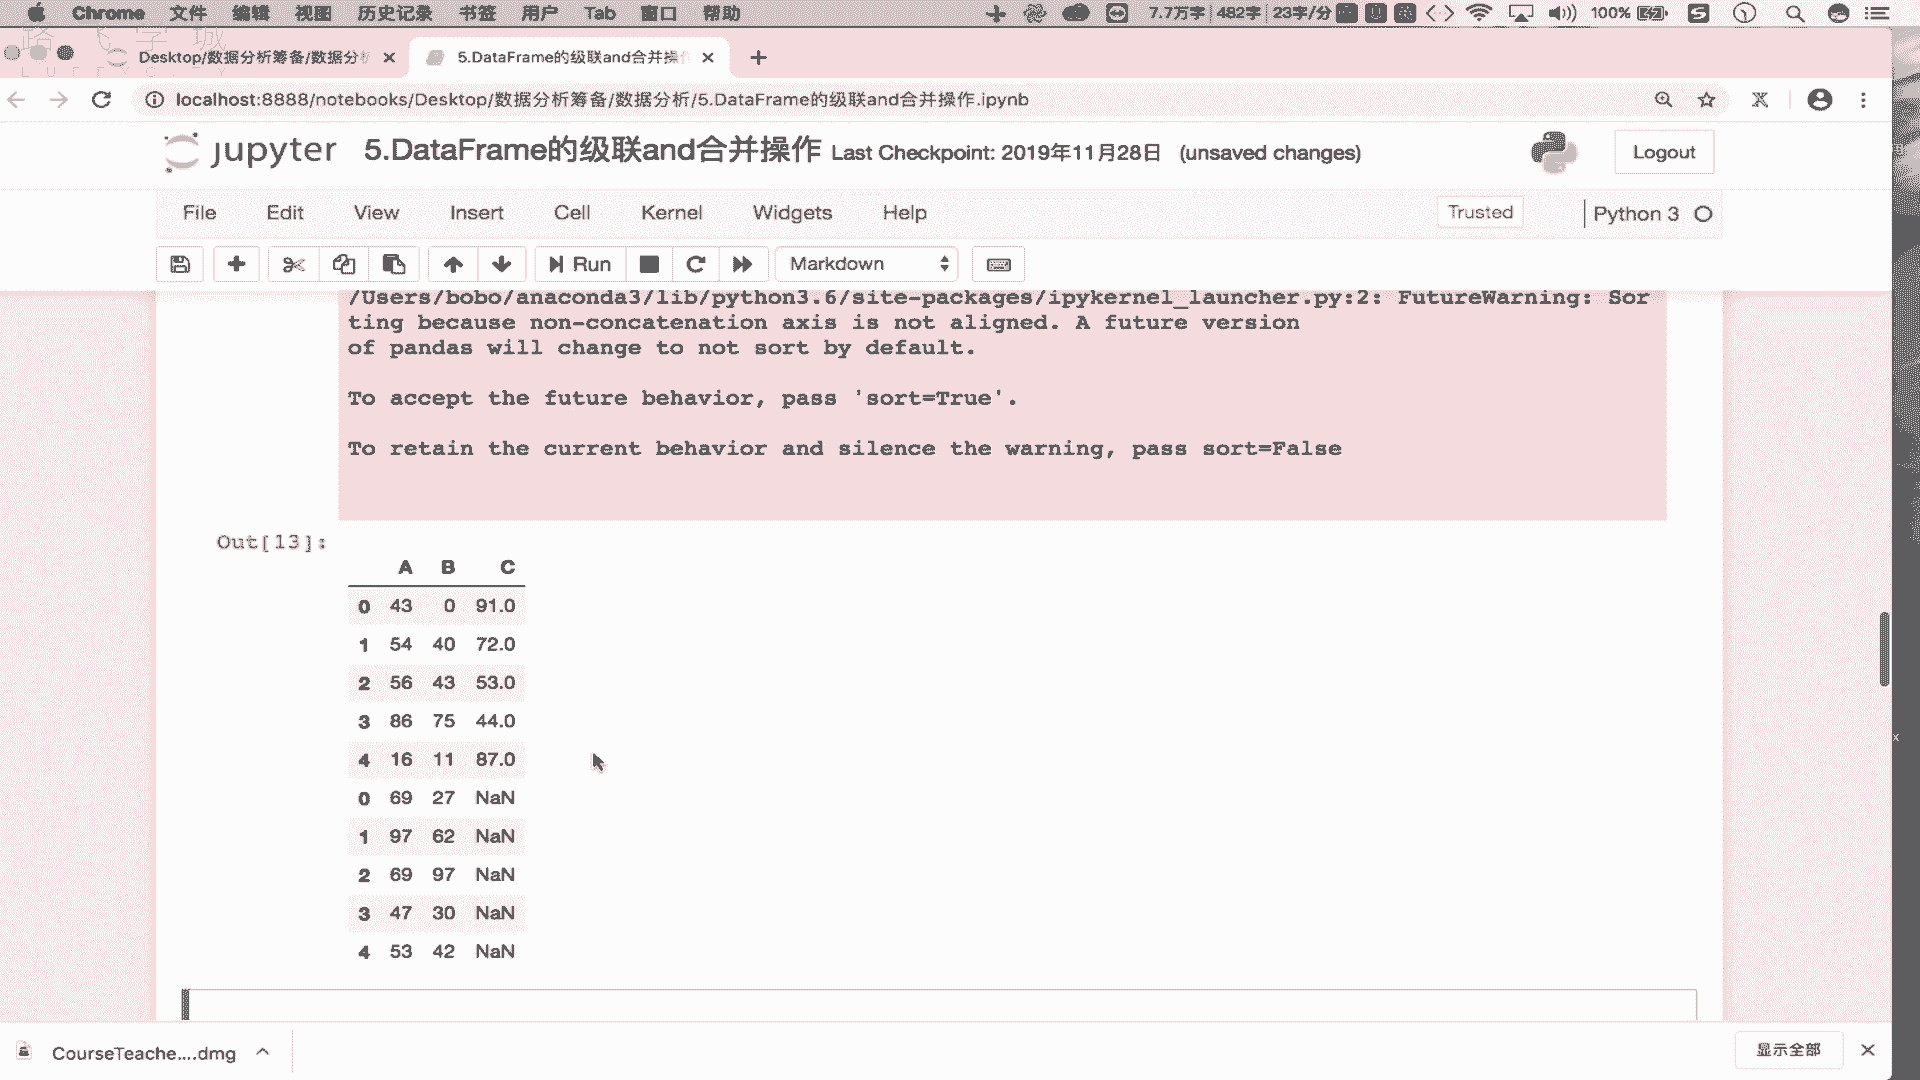 Chrome 文件 编辑 视图 历史记录 书签 用户 Tab 窗口 帮助 7.7万字 482字 23字/分 100%
Desktop/数据分析筹备/数据分 5.DataFrame的级联and合并操
localhost:8888/notebooks/Desktop/数据分析筹备/数据分析/5.DataFrame的级联and合并操作.ipynb
jupyter 5.DataFrame的级联and合并操作 Last Checkpoint: 2019年11月28日 (unsaved changes) Logout
File Edit View Insert Cell Kernel Widgets Help Trusted Python 3
Run Markdown
/Users/bobo/anaconda3/lib/python3.6/site-packages/ipykernel_launcher.py:2: FutureWarning: Sor
ting because non-concatenation axis is not aligned. A future version
of pandas will change to not sort by default.
To accept the future behavior, pass 'sort=True'.
To retain the current behavior and silence the warning, pass sort=False
Out[13]:
A B C
0 43 0 91.0
1 54 40 72.0
2 56 43 53.0
3 86 75 44.0
4 16 11 87.0
0 69 27 NaN
1 97 62 NaN
2 69 97 NaN
3 47 30 NaN
4 53 42 NaN
CourseTeache....dmg 显示全部